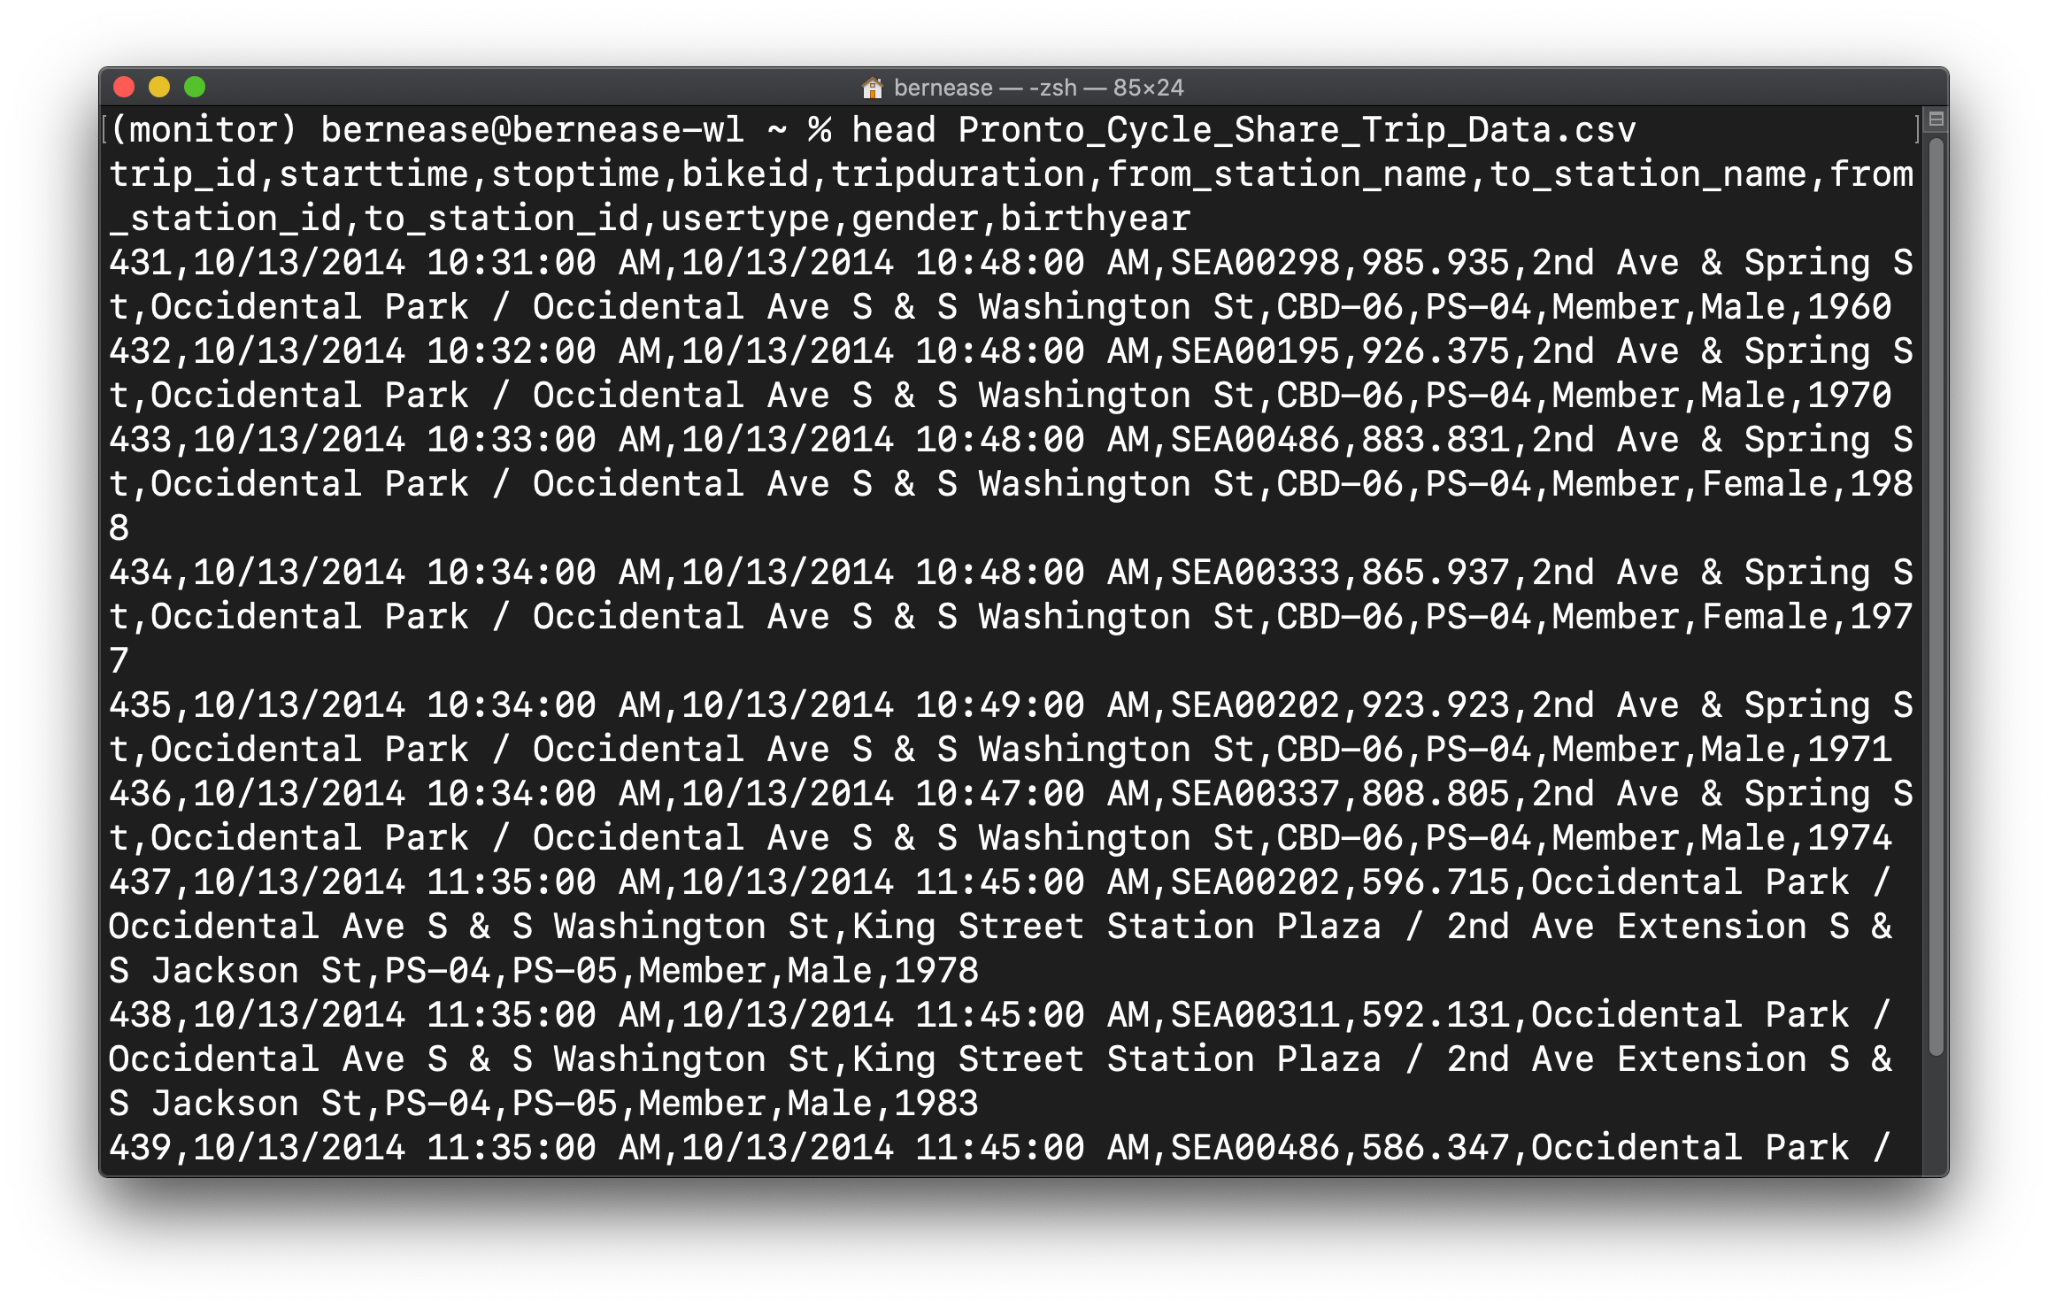 bernease — -zsh — 85×24
(monitor) bernease@bernease-wl ~ % head Pronto_Cycle_Share_Trip_Data.csv
trip_id,starttime,stoptime,bikeid,tripduration,from_station_name,to_station_name,from
_station_id,to_station_id,usertype,gender,birthyear
431,10/13/2014 10:31:00 AM,10/13/2014 10:48:00 AM,SEA00298,985.935,2nd Ave & Spring S
t,Occidental Park / Occidental Ave S & S Washington St,CBD-06,PS-04,Member,Male,1960
432,10/13/2014 10:32:00 AM,10/13/2014 10:48:00 AM,SEA00195,926.375,2nd Ave & Spring S
t,Occidental Park / Occidental Ave S & S Washington St,CBD-06,PS-04,Member,Male,1970
433,10/13/2014 10:33:00 AM,10/13/2014 10:48:00 AM,SEA00486,883.831,2nd Ave & Spring S
t,Occidental Park / Occidental Ave S & S Washington St,CBD-06,PS-04,Member,Female,198
8
434,10/13/2014 10:34:00 AM,10/13/2014 10:48:00 AM,SEA00333,865.937,2nd Ave & Spring S
t,Occidental Park / Occidental Ave S & S Washington St,CBD-06,PS-04,Member,Female,197
7
435,10/13/2014 10:34:00 AM,10/13/2014 10:49:00 AM,SEA00202,923.923,2nd Ave & Spring S
t,Occidental Park / Occidental Ave S & S Washington St,CBD-06,PS-04,Member,Male,1971
436,10/13/2014 10:34:00 AM,10/13/2014 10:47:00 AM,SEA00337,808.805,2nd Ave & Spring S
t,Occidental Park / Occidental Ave S & S Washington St,CBD-06,PS-04,Member,Male,1974
437,10/13/2014 11:35:00 AM,10/13/2014 11:45:00 AM,SEA00202,596.715,Occidental Park /
Occidental Ave S & S Washington St,King Street Station Plaza / 2nd Ave Extension S &
S Jackson St,PS-04,PS-05,Member,Male,1978
438,10/13/2014 11:35:00 AM,10/13/2014 11:45:00 AM,SEA00311,592.131,Occidental Park /
Occidental Ave S & S Washington St,King Street Station Plaza / 2nd Ave Extension S &
S Jackson St,PS-04,PS-05,Member,Male,1983
439,10/13/2014 11:35:00 AM,10/13/2014 11:45:00 AM,SEA00486,586.347,Occidental Park /